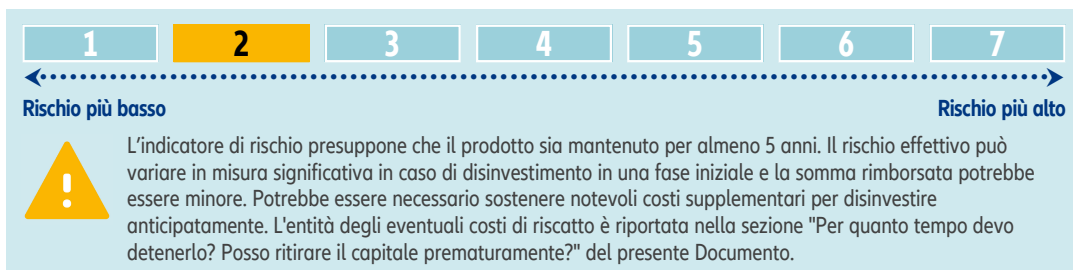 1 2 3 4 5 6 7
Rischio più basso Rischio più alto
L’indicatore di rischio presuppone che il prodotto sia mantenuto per almeno 5 anni. Il rischio effettivo può
variare in misura significativa in caso di disinvestimento in una fase iniziale e la somma rimborsata potrebbe
essere minore. Potrebbe essere necessario sostenere notevoli costi supplementari per disinvestire
anticipatamente. L'entità degli eventuali costi di riscatto è riportata nella sezione "Per quanto tempo devo
detenerlo? Posso ritirare il capitale prematuramente?" del presente Documento.